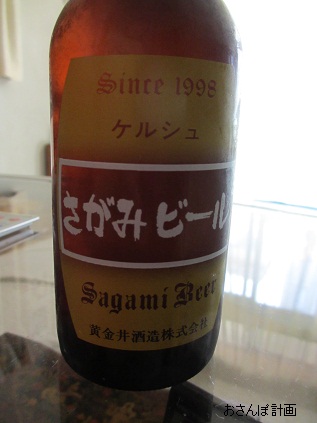 Since 1998
ケルシュ
さがみビール
Sagami Beer
黄金井酒造株式会社
おさんぽ計画